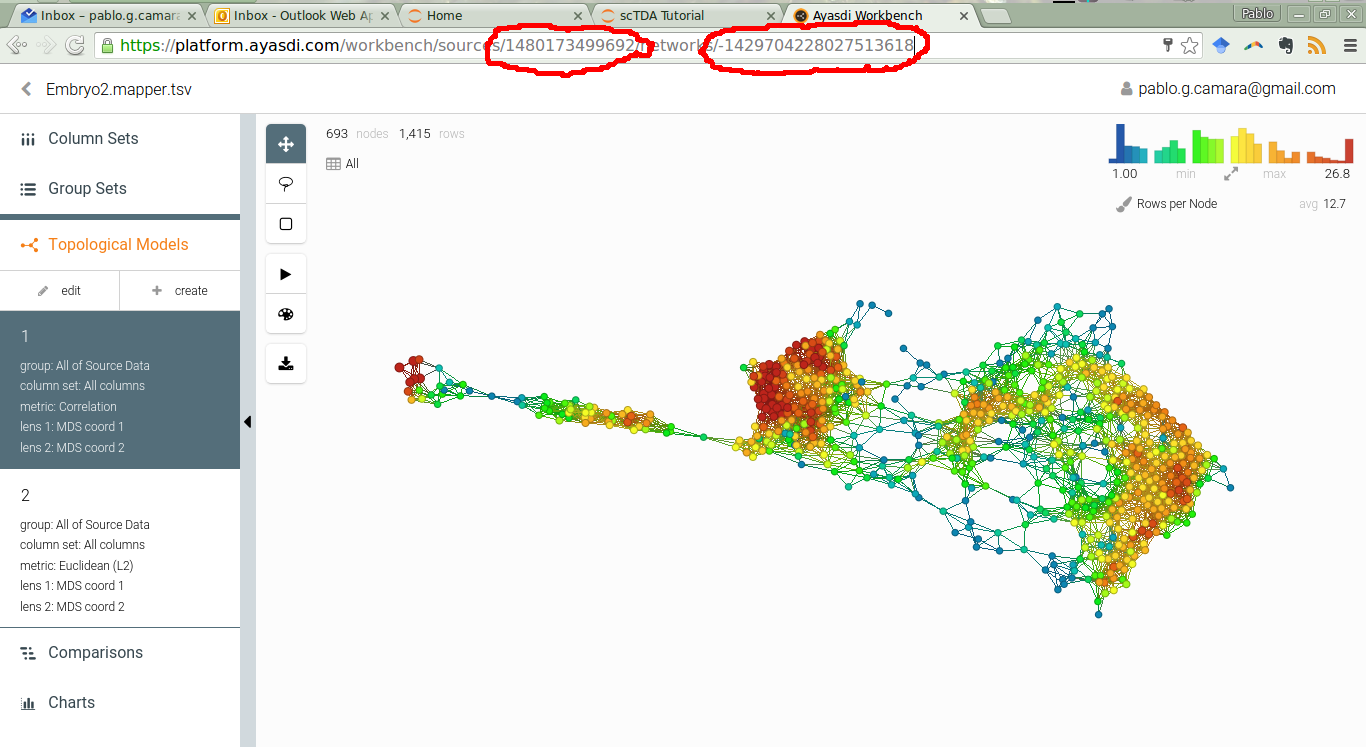 Inbox – pablo.g.camara
Inbox - Outlook Web Ap
Home
scTDA Tutorial
Ayasdi Workbench
Pablo
https://platform.ayasdi.com/workbench/sources/1480173499692/networks/-1429704228027513618
Embryo2.mapper.tsv
pablo.g.camara@gmail.com
Column Sets
Group Sets
Topological Models
edit
create
1
group: All of Source Data
column set: All columns
metric: Correlation
lens 1: MDS coord 1
lens 2: MDS coord 2
2
group: All of Source Data
column set: All columns
metric: Euclidean (L2)
lens 1: MDS coord 1
lens 2: MDS coord 2
Comparisons
Charts
693 nodes 1,415 rows
All
1.00 min max 26.8
Rows per Node avg 12.7